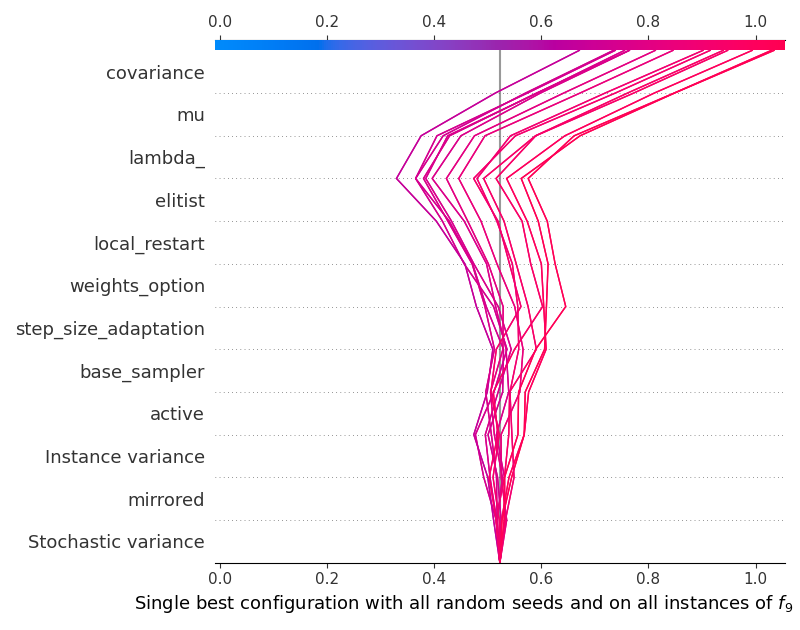 0.0 0.2 0.4 0.6 0.8 1.0
covariance
mu
lambda_
elitist
local_restart
weights_option
step_size_adaptation
base_sampler
active
Instance variance
mirrored
Stochastic variance
0.0 0.2 0.4 0.6 0.8 1.0
Single best configuration with all random seeds and on all instances of f₉